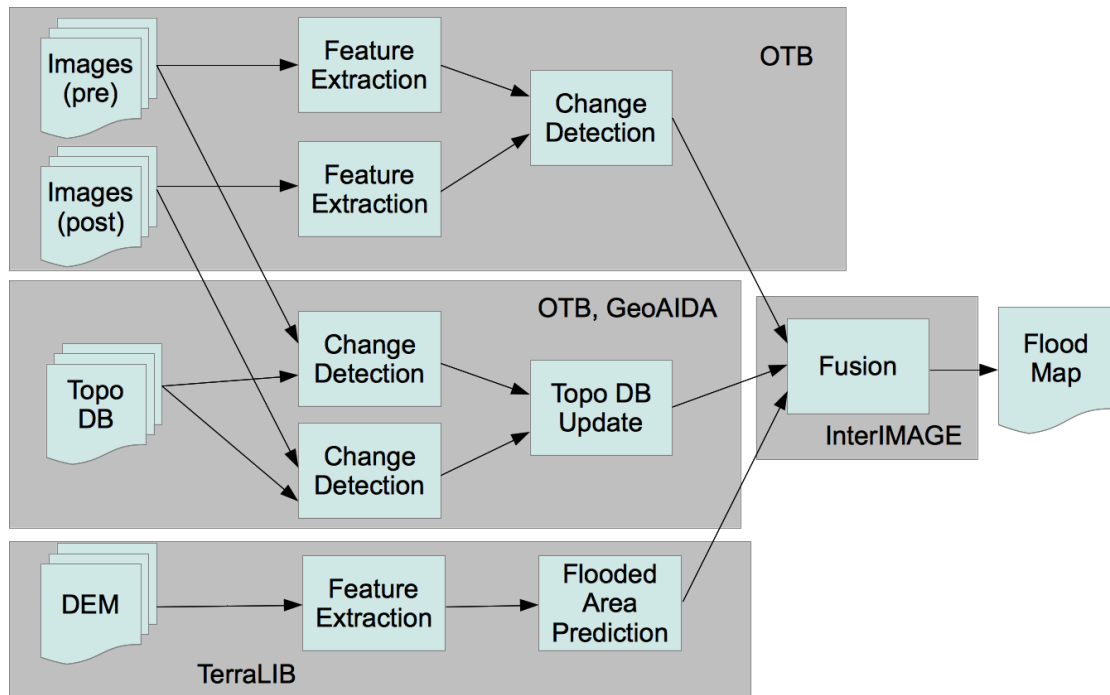 Images
(pre)
Feature
Extraction
OTB
Change
Detection
Images
(post)
Feature
Extraction
OTB, GeoAIDA
Change
Detection
Topo
DB
Topo DB
Update
Change
Detection
Fusion
InterIMAGE
Flood
Map
DEM
Feature
Extraction
Flooded
Area
Prediction
TerraLIB